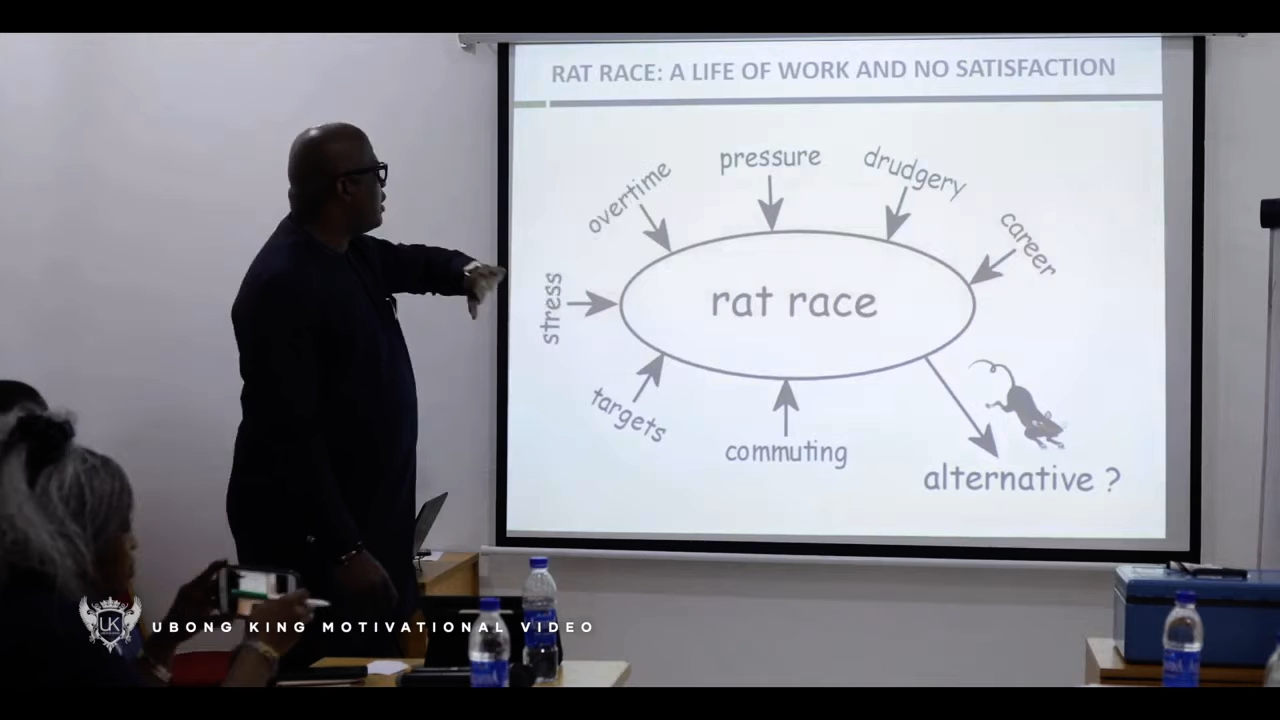 RAT RACE: A LIFE OF WORK AND NO SATISFACTION
pressure
drudgery
overtime
career
stress
rat race
targets
commuting
alternative ?
UK
UBONG KING MOTIVATIONAL VIDEO